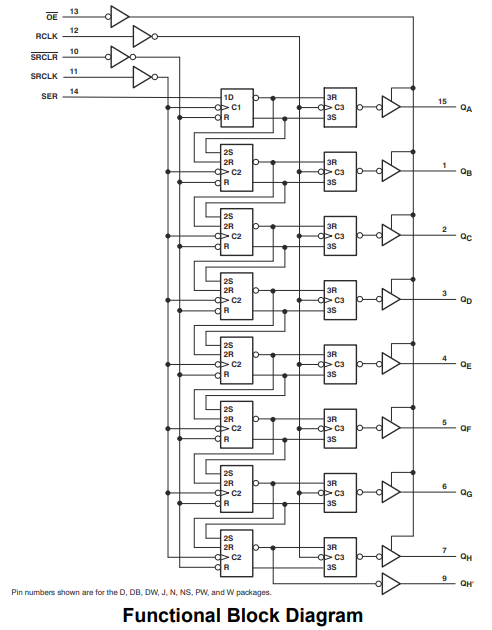 OE 13
RCLK 12
SRCLR 10
SRCLK 11
SER 14
1D
C1
R
3R
C3
3S
15 QA
2S
2R
C2
R
3R
C3
3S
1 QB
2S
2R
C2
R
3R
C3
3S
2 QC
2S
2R
C2
R
3R
C3
3S
3 QD
2S
2R
C2
R
3R
C3
3S
4 QE
2S
2R
C2
R
3R
C3
3S
5 QF
2S
2R
C2
R
3R
C3
3S
6 QG
2S
2R
C2
R
3R
C3
3S
7 QH
9 QH'
Pin numbers shown are for the D, DB, DW, J, N, NS, PW, and W packages.
Functional Block Diagram